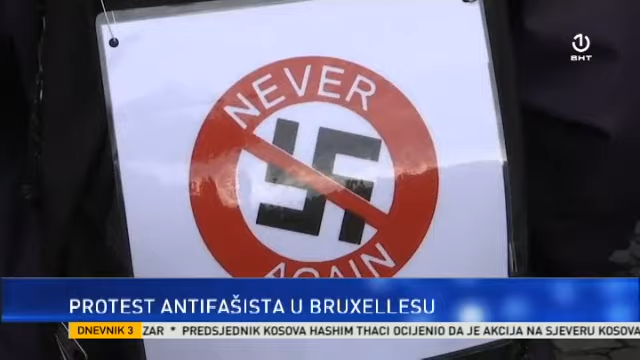 BHT
NEVER
AGAIN
PROTEST ANTIFAŠISTA U BRUXELLESU
DNEVNIK 3
ZAR * PREDSJEDNIK KOSOVA HASHIM THACI OCIJENIO DA JE AKCIJA NA SJEVERU KOSOVA